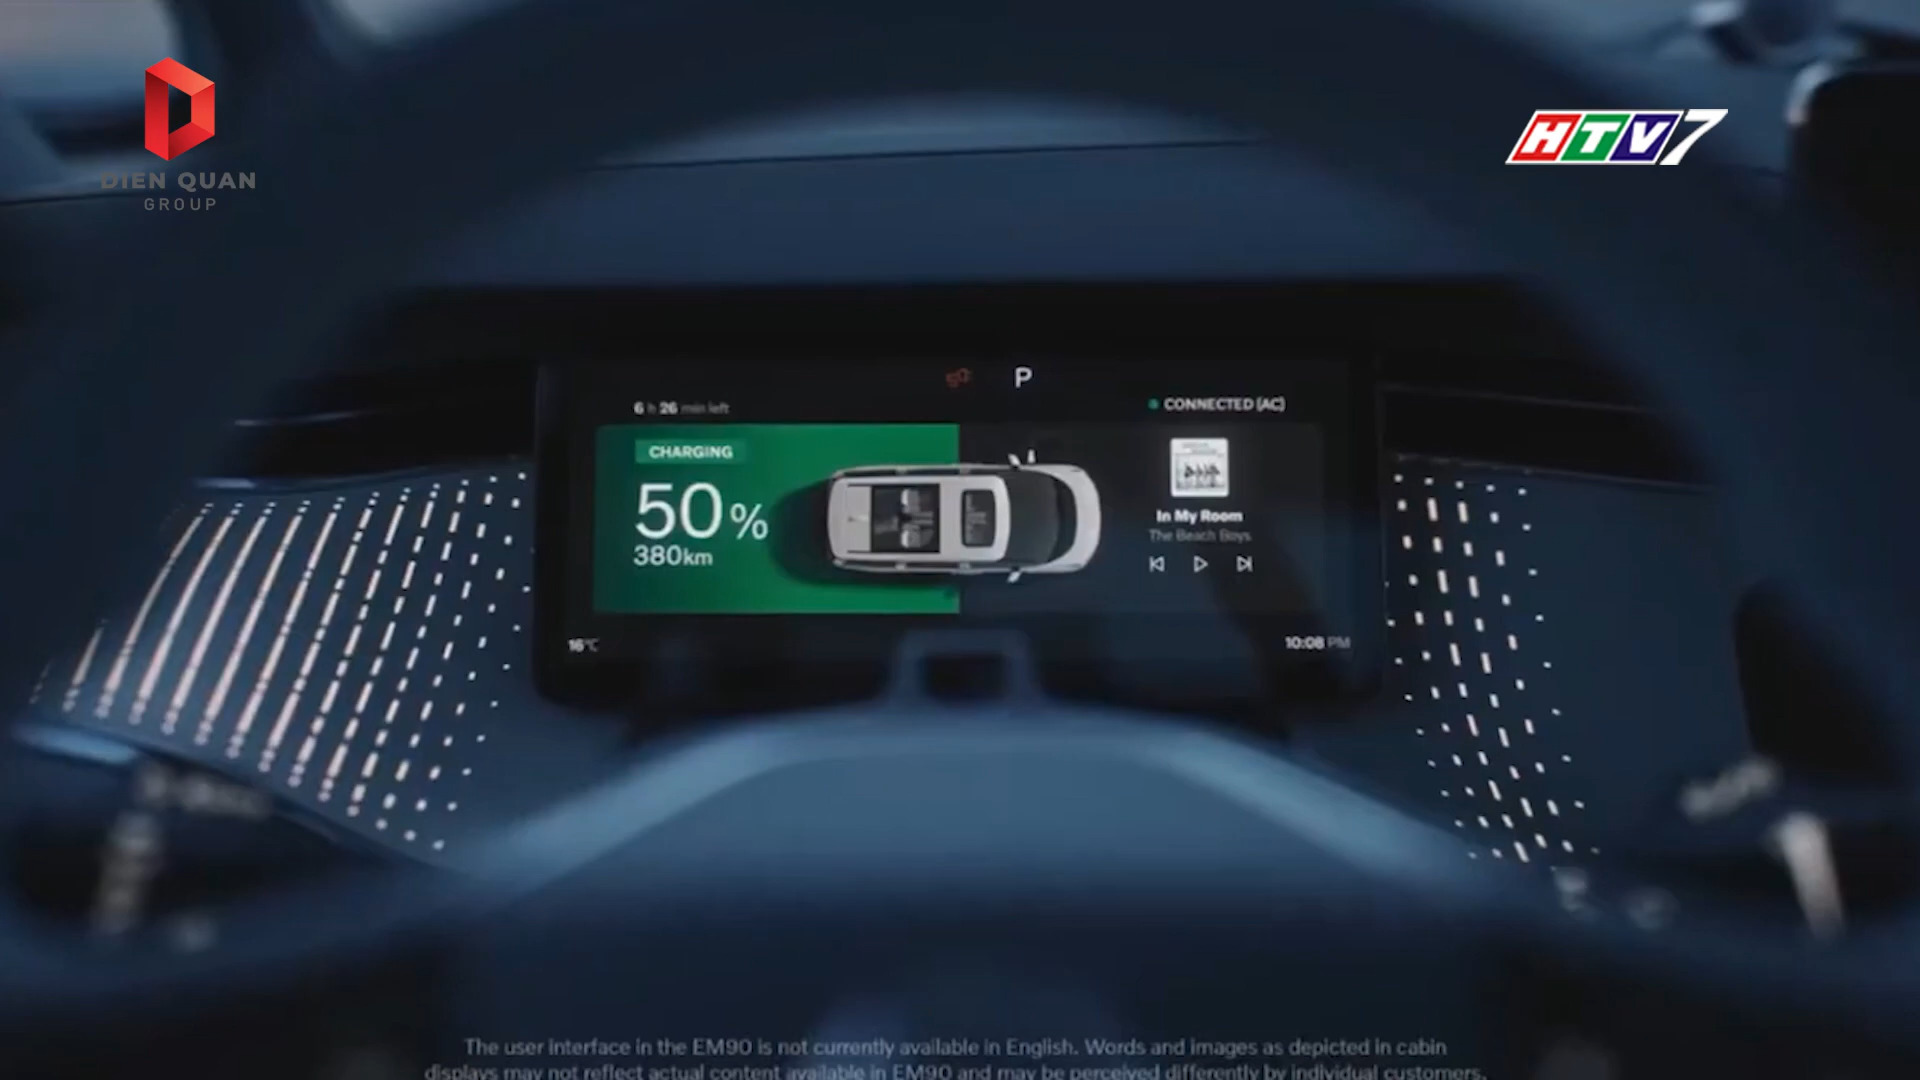 DIEN QUAN
GROUP
HTV7
P
6 h 26 min left
CONNECTED (AC)
CHARGING
50%
380km
In My Room
The Beach Boys
16°C
10:08 PM
The user interface in the EM90 is not currently available in English. Words and images as depicted in cabin
displays may not reflect actual content available in EM90 and may be perceived differently by individual customers.